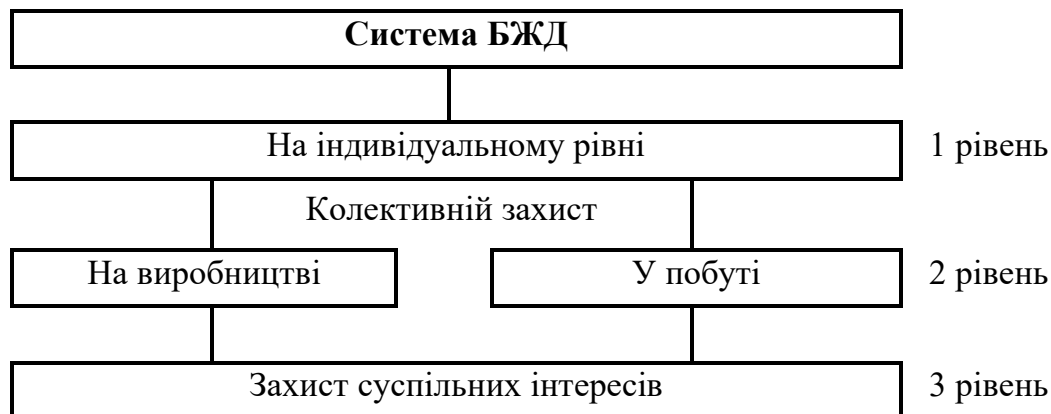 Система БЖД
На індивідуальному рівні 1 рівень
Колективній захист
На виробництві У побуті 2 рівень
Захист суспільних інтересів 3 рівень